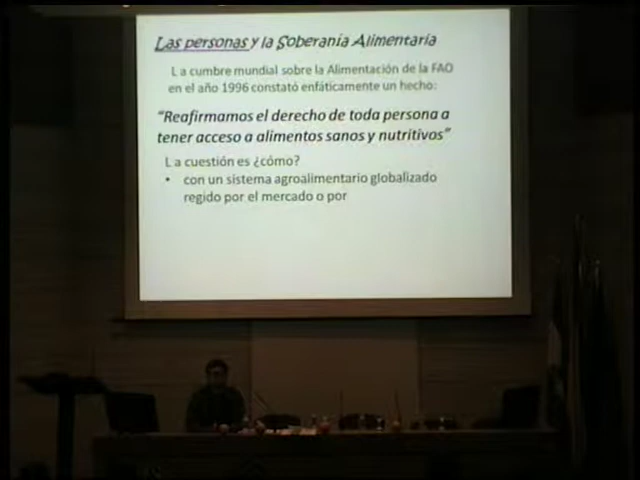 Las personas y la Soberanía Alimentaria
L a cumbre mundial sobre la Alimentación de la FAO
en el año 1996 constató enfáticamente un hecho:
“Reafirmamos el derecho de toda persona a
tener acceso a alimentos sanos y nutritivos”
L a cuestión es ¿cómo?
• con un sistema agroalimentario globalizado
regido por el mercado o por